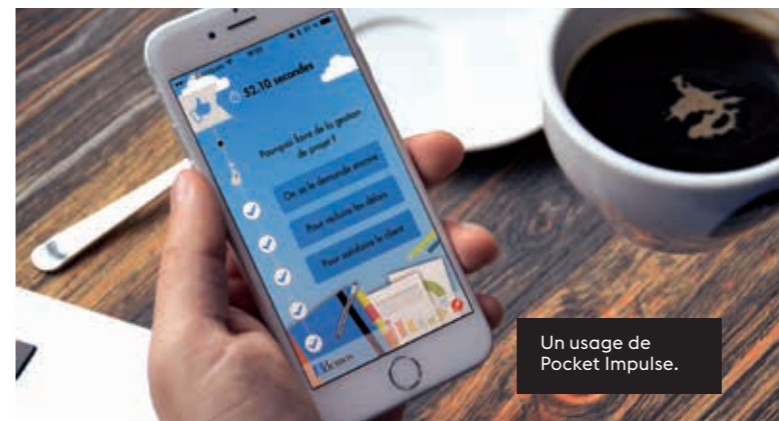 52.10 secondes
Pourquoi faire de la gestion
de projet ?
On se le demande encore
Pour réduire les délais
Pour satisfaire le client
Un usage de
Pocket Impulse.